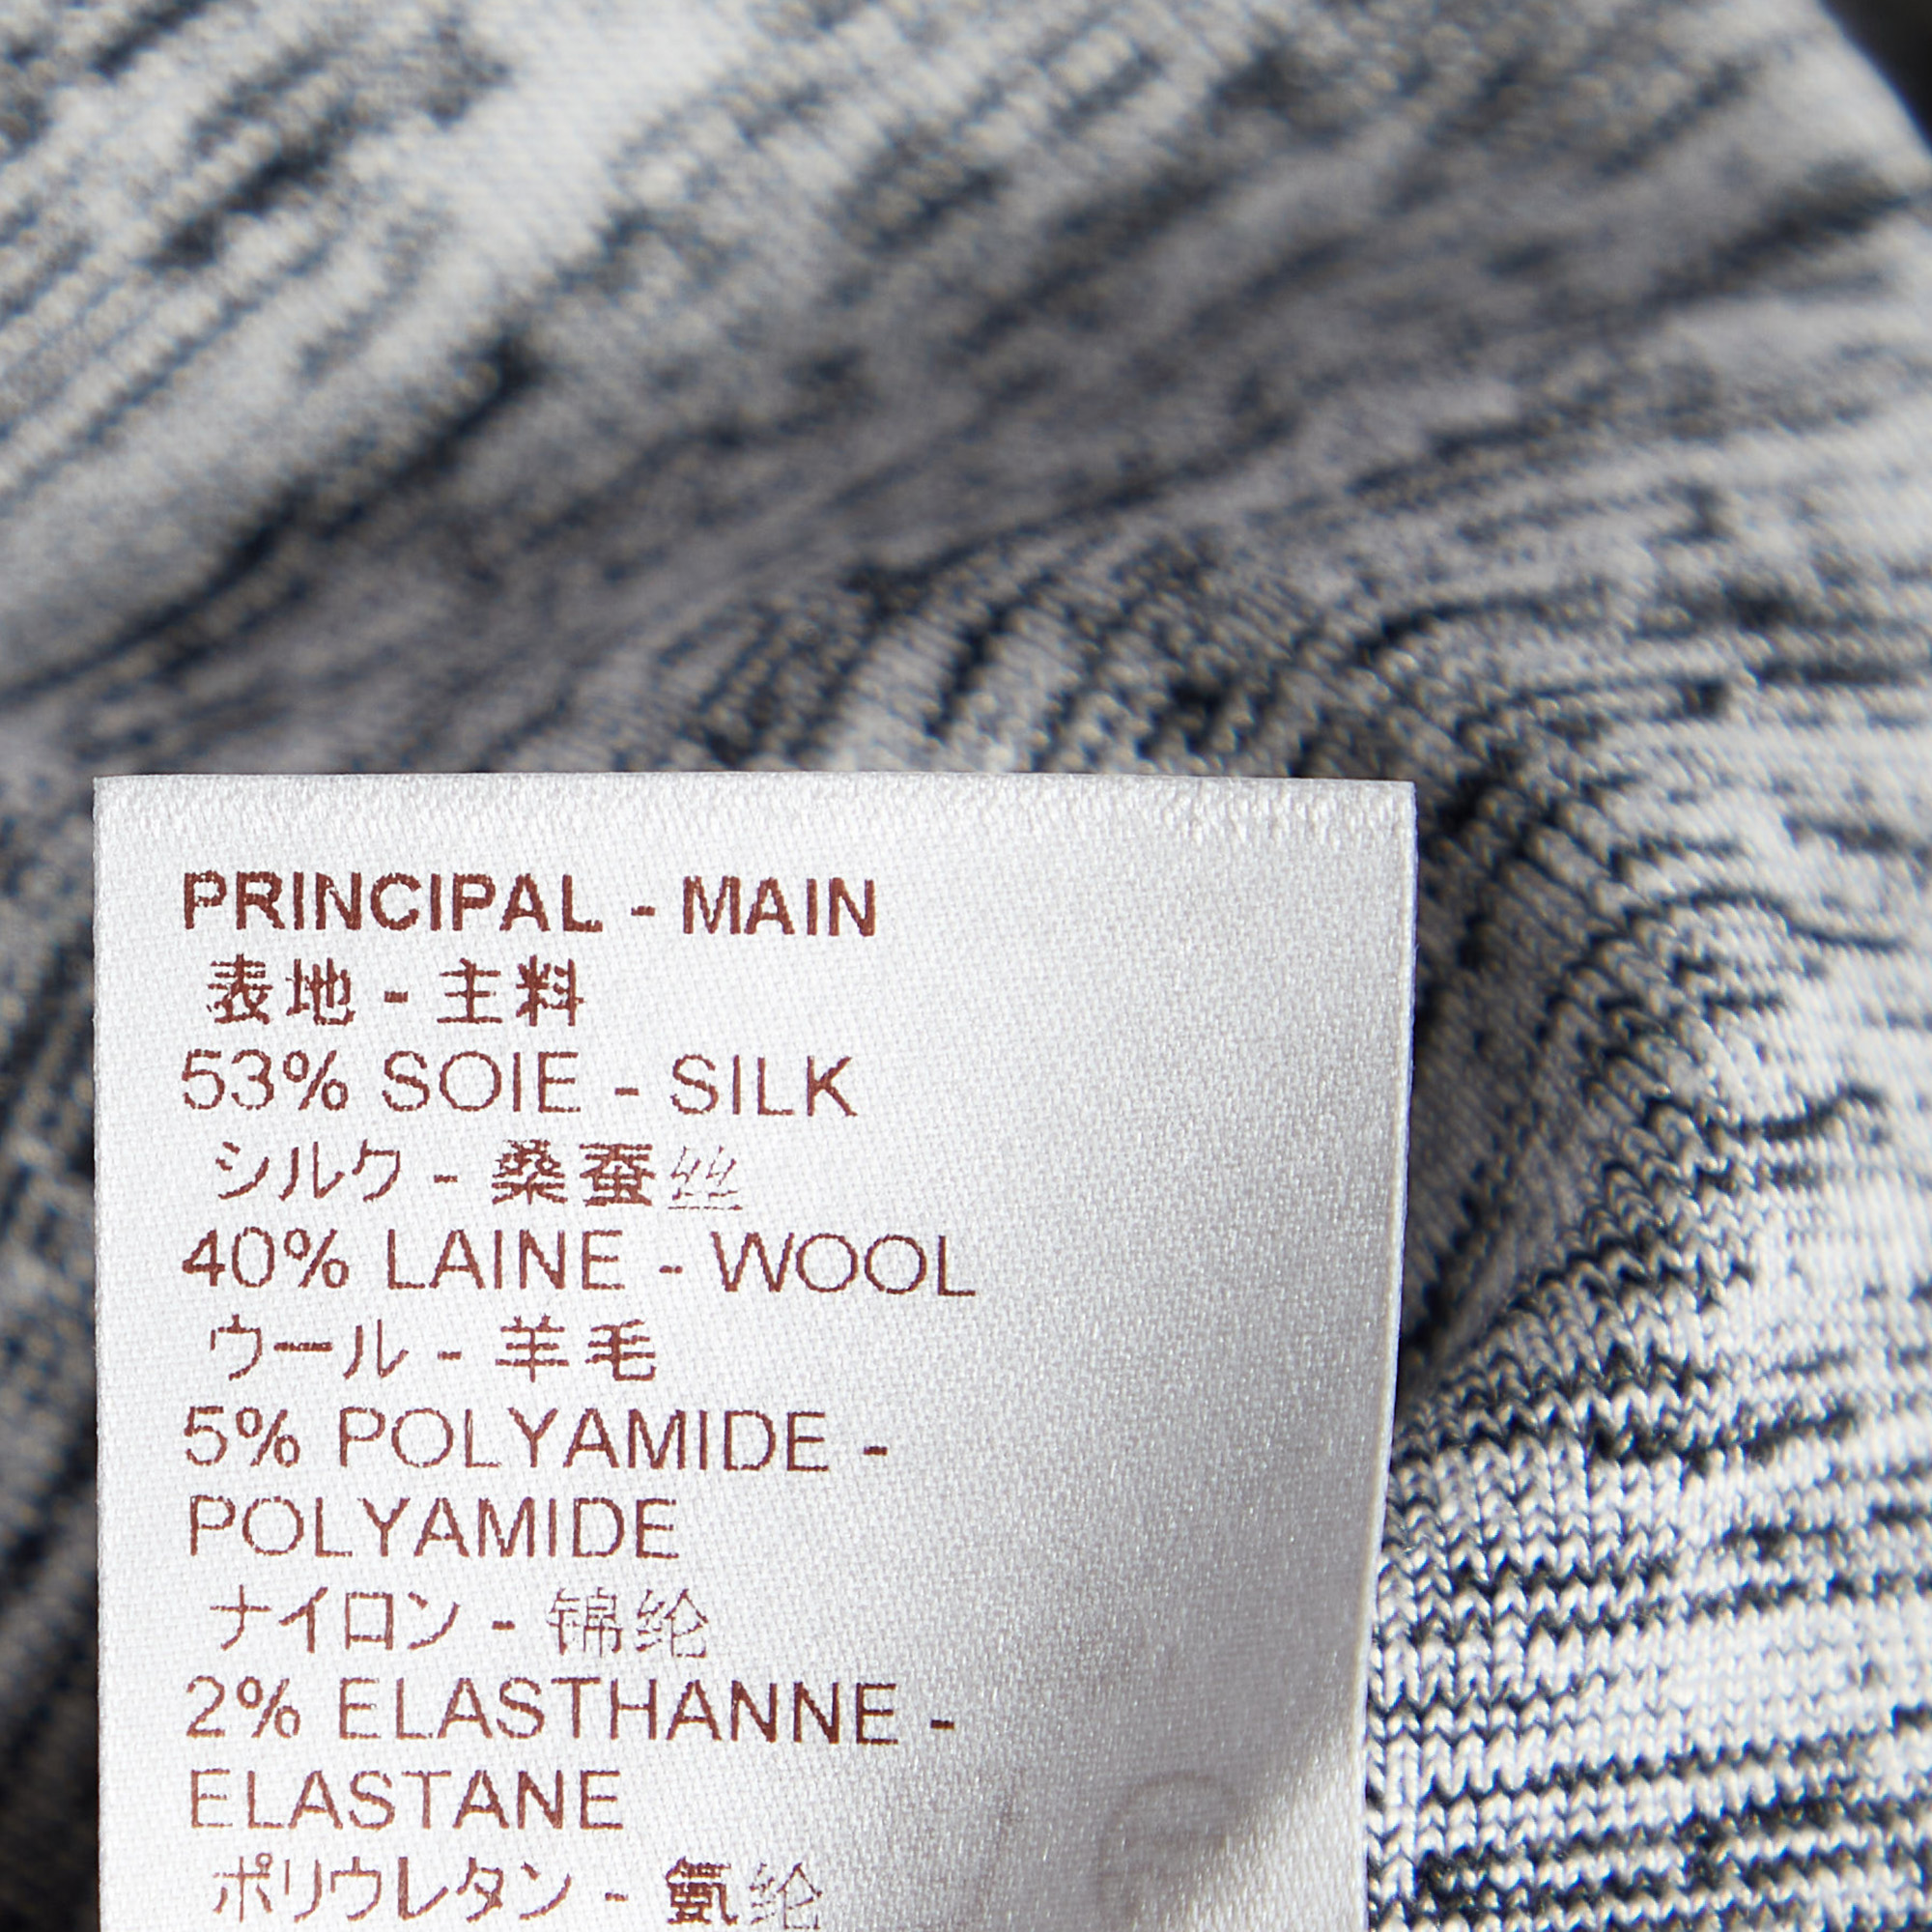 PRINCIPAL - MAIN
表地 - 主料
53% SOIE - SILK
シルク - 桑蚕丝
40% LAINE - WOOL
ウール - 羊毛
5% POLYAMIDE -
POLYAMIDE
ナイロン - 锦纶
2% ELASTHANNE -
ELASTANE
ポリウレタン - 氨纶